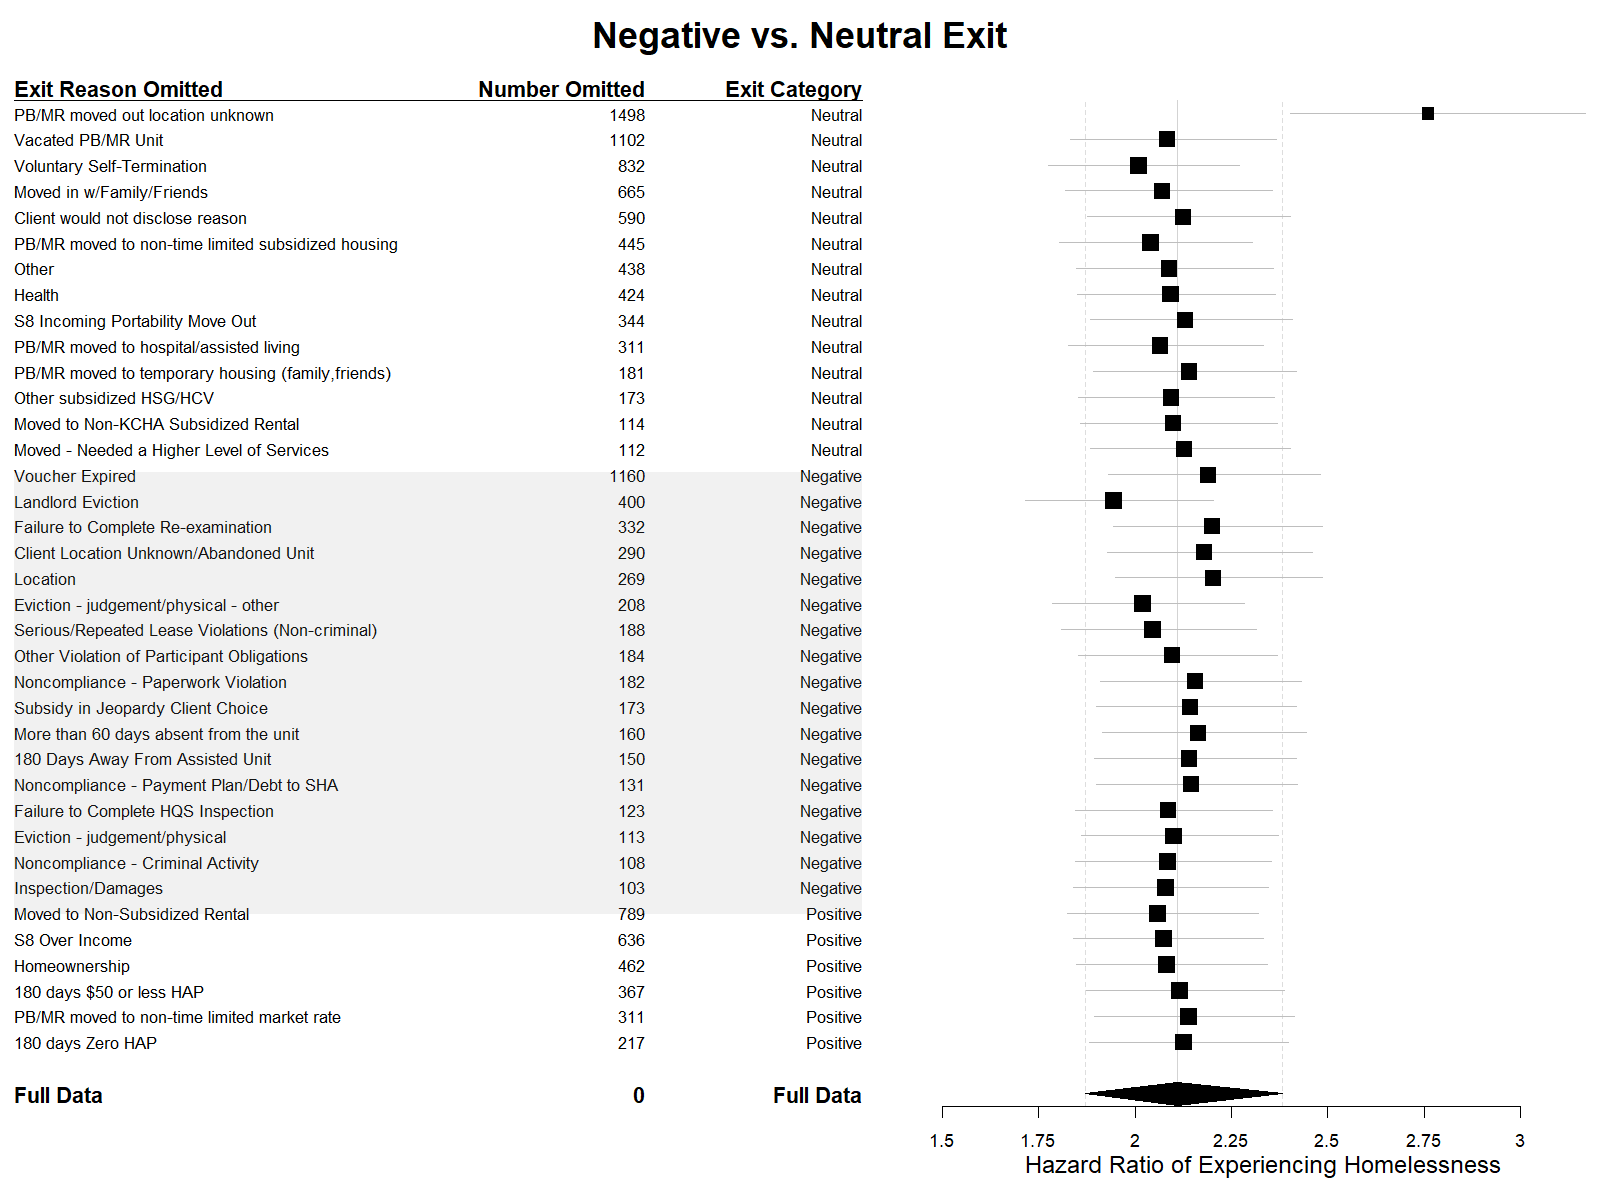 Negative vs. Neutral Exit
Exit Reason Omitted Number Omitted Exit Category
PB/MR moved out location unknown 1498 Neutral
Vacated PB/MR Unit 1102 Neutral
Voluntary Self-Termination 832 Neutral
Moved in w/Family/Friends 665 Neutral
Client would not disclose reason 590 Neutral
PB/MR moved to non-time limited subsidized housing 445 Neutral
Other 438 Neutral
Health 424 Neutral
S8 Incoming Portability Move Out 344 Neutral
PB/MR moved to hospital/assisted living 311 Neutral
PB/MR moved to temporary housing (family,friends) 181 Neutral
Other subsidized HSG/HCV 173 Neutral
Moved to Non-KCHA Subsidized Rental 114 Neutral
Moved - Needed a Higher Level of Services 112 Neutral
Voucher Expired 1160 Negative
Landlord Eviction 400 Negative
Failure to Complete Re-examination 332 Negative
Client Location Unknown/Abandoned Unit 290 Negative
Location 269 Negative
Eviction - judgement/physical - other 208 Negative
Serious/Repeated Lease Violations (Non-criminal) 188 Negative
Other Violation of Participant Obligations 184 Negative
Noncompliance - Paperwork Violation 182 Negative
Subsidy in Jeopardy Client Choice 173 Negative
More than 60 days absent from the unit 160 Negative
180 Days Away From Assisted Unit 150 Negative
Noncompliance - Payment Plan/Debt to SHA 131 Negative
Failure to Complete HQS Inspection 123 Negative
Eviction - judgement/physical 113 Negative
Noncompliance - Criminal Activity 108 Negative
Inspection/Damages 103 Negative
Moved to Non-Subsidized Rental 789 Positive
S8 Over Income 636 Positive
Homeownership 462 Positive
180 days $50 or less HAP 367 Positive
PB/MR moved to non-time limited market rate 311 Positive
180 days Zero HAP 217 Positive
Full Data 0 Full Data
1.5 1.75 2 2.25 2.5 2.75 3
Hazard Ratio of Experiencing Homelessness